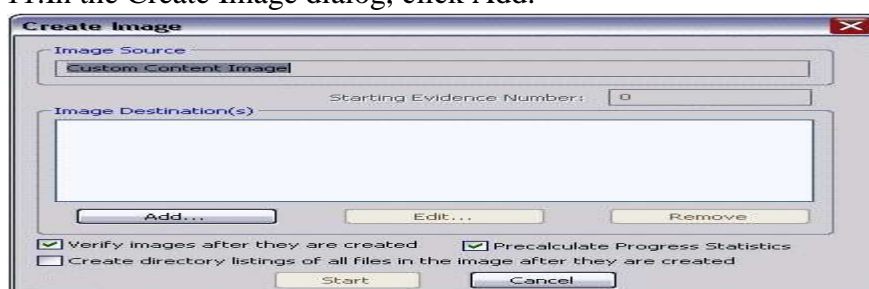 11.In the Create Image dialog, click Add.
Create Image
Image Source
Custom Content Image
Starting Evidence Number: 0
Image Destination(s)
Add... Edit... Remove
Verify images after they are created Precalculate Progress Statistics
Create directory listings of all files in the image after they are created
Start Cancel